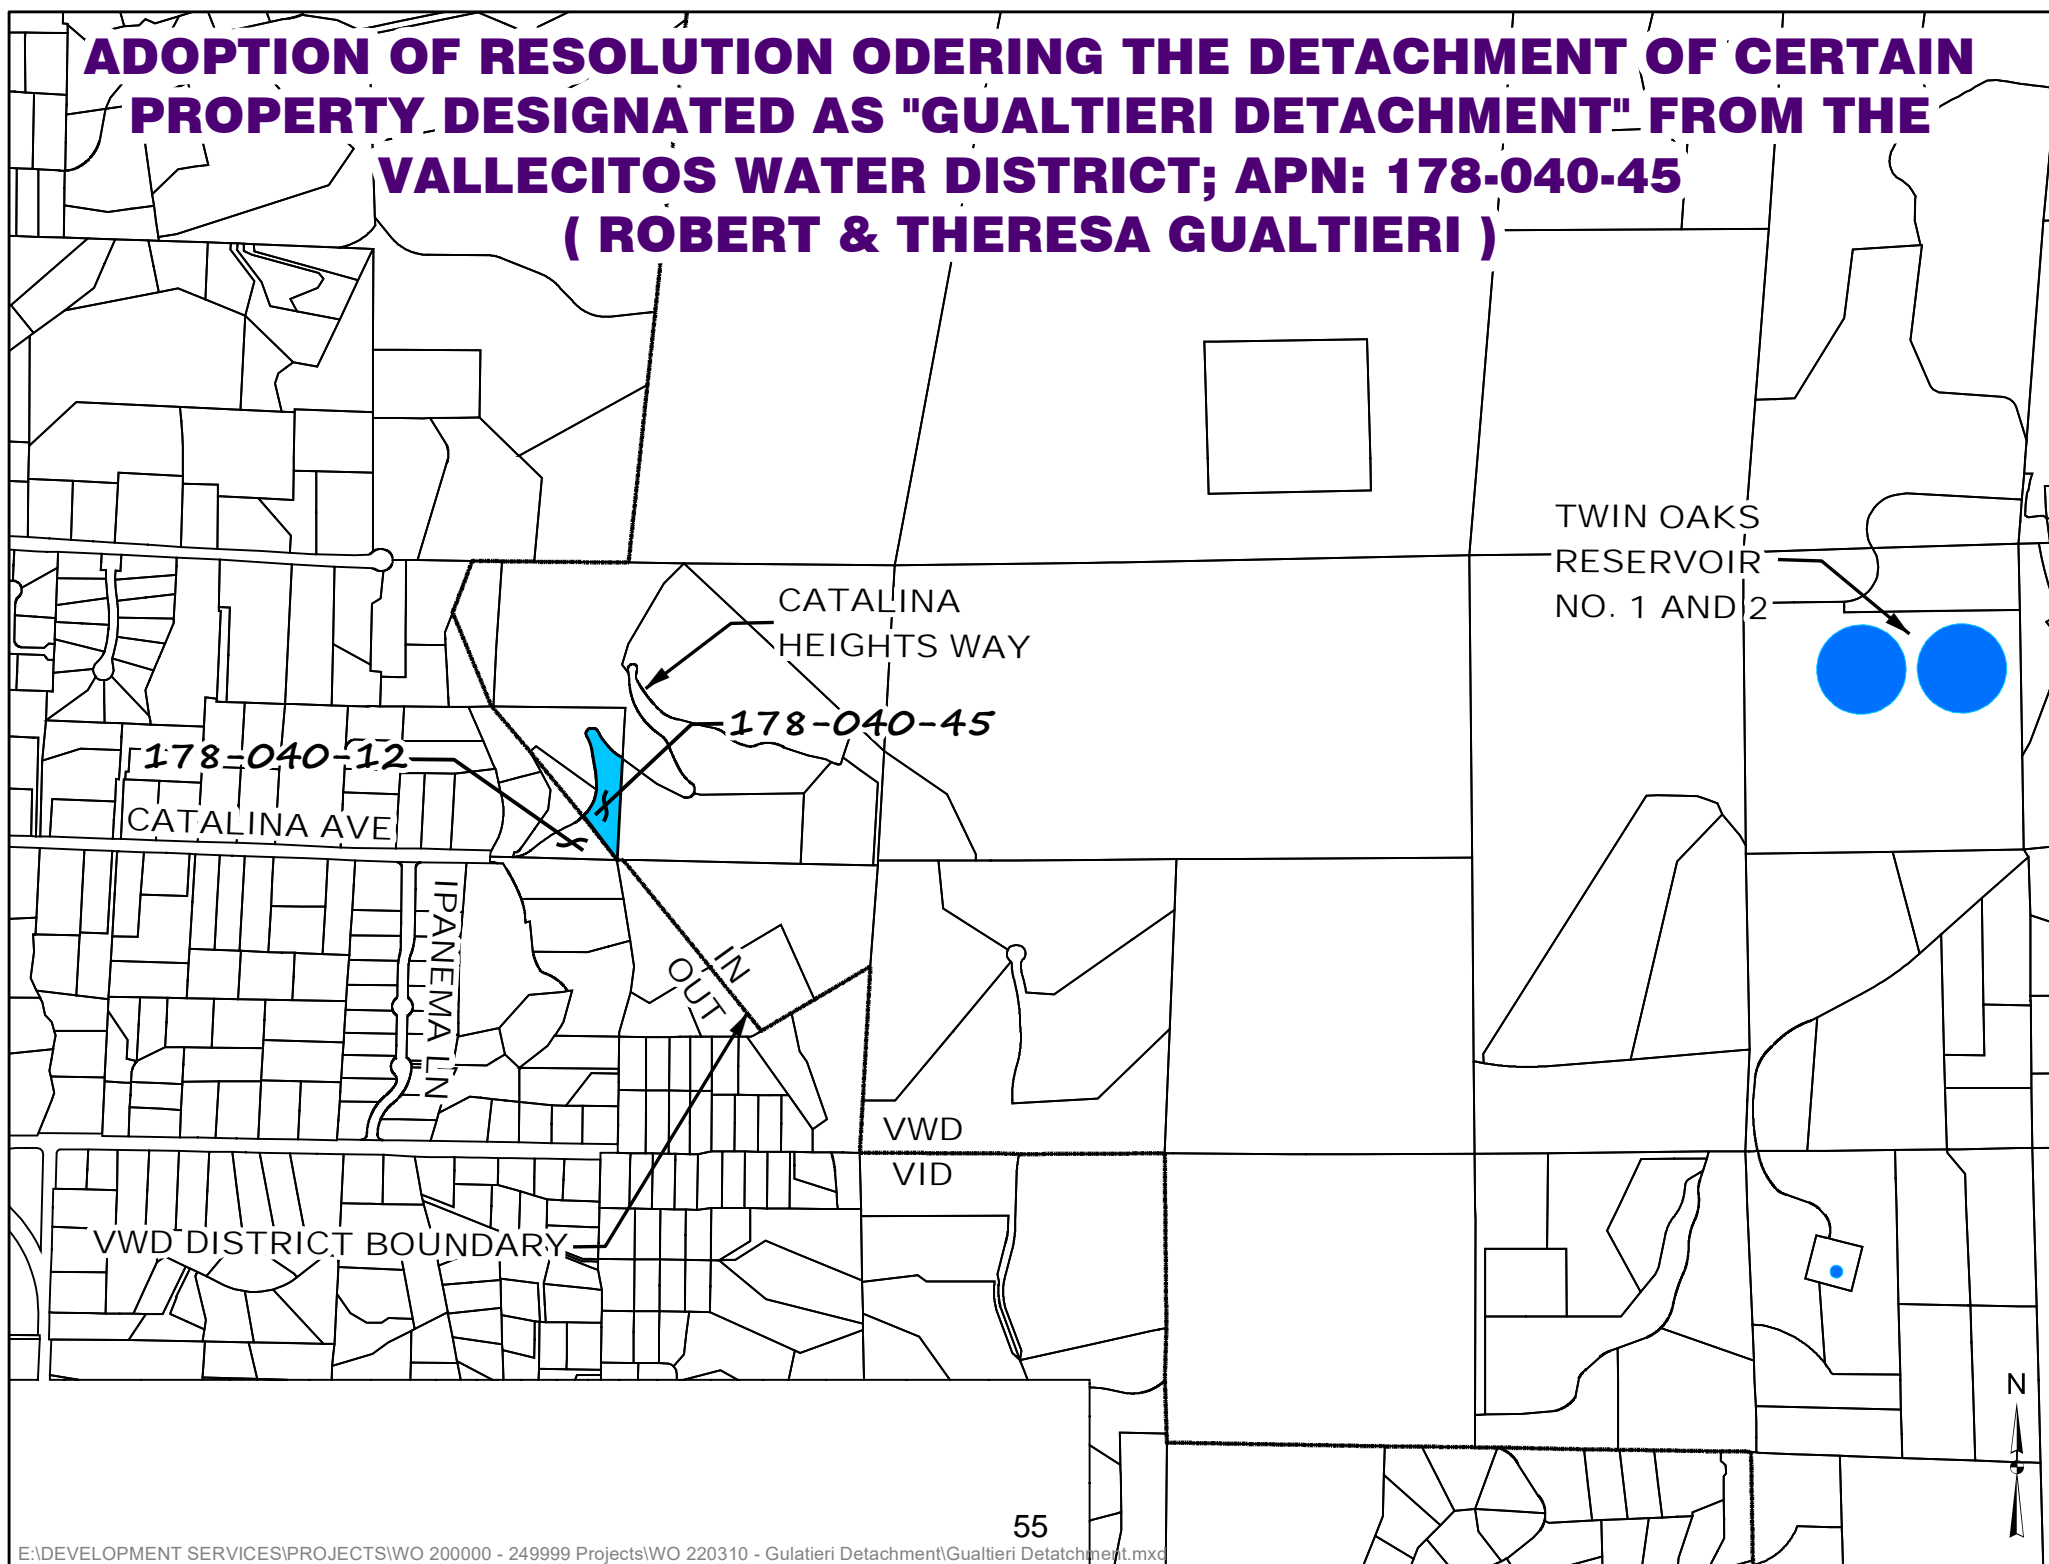 ADOPTION OF RESOLUTION ODERING THE DETACHMENT OF CERTAIN
PROPERTY DESIGNATED AS "GUALTIERI DETACHMENT" FROM THE
VALLECITOS WATER DISTRICT; APN: 178-040-45
( ROBERT & THERESA GUALTIERI )
TWIN OAKS
RESERVOIR
NO. 1 AND 2
CATALINA
HEIGHTS WAY
178-040-45
178-040-12
CATALINA AVE
IPANEMA LN
IN
OUT
VWD
VID
VWD DISTRICT BOUNDARY
N
55
E:\DEVELOPMENT SERVICES\PROJECTS\WO 200000 - 249999 Projects\WO 220310 - Gulatieri Detachment\Gualtieri Detatchment.mxd